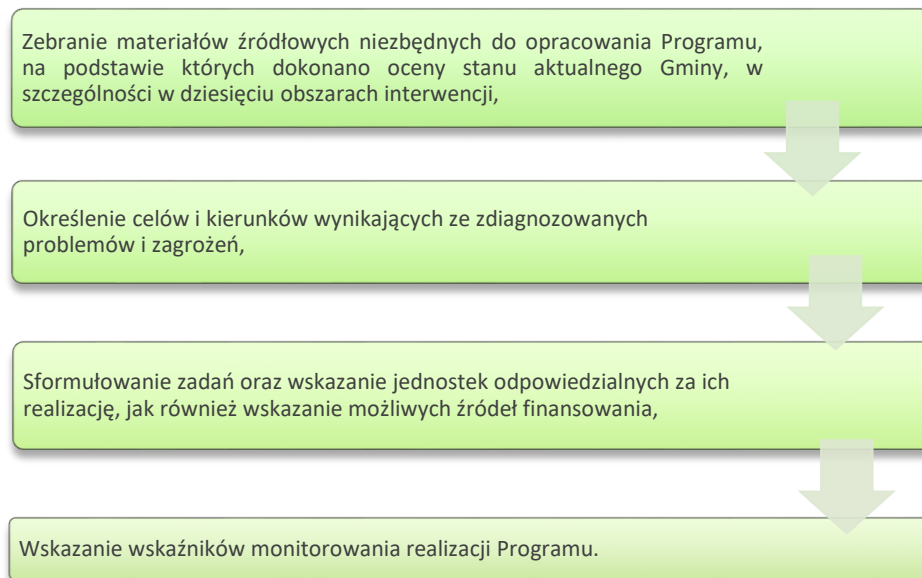 Zebranie materiałów źródłowych niezbędnych do opracowania Programu,
na podstawie których dokonano oceny stanu aktualnego Gminy, w
szczególności w dziesięciu obszarach interwencji,
Określenie celów i kierunków wynikających ze zdiagnozowanych
problemów i zagrożeń,
Sformułowanie zadań oraz wskazanie jednostek odpowiedzialnych za ich
realizację, jak również wskazanie możliwych źródeł finansowania,
Wskazanie wskaźników monitorowania realizacji Programu.